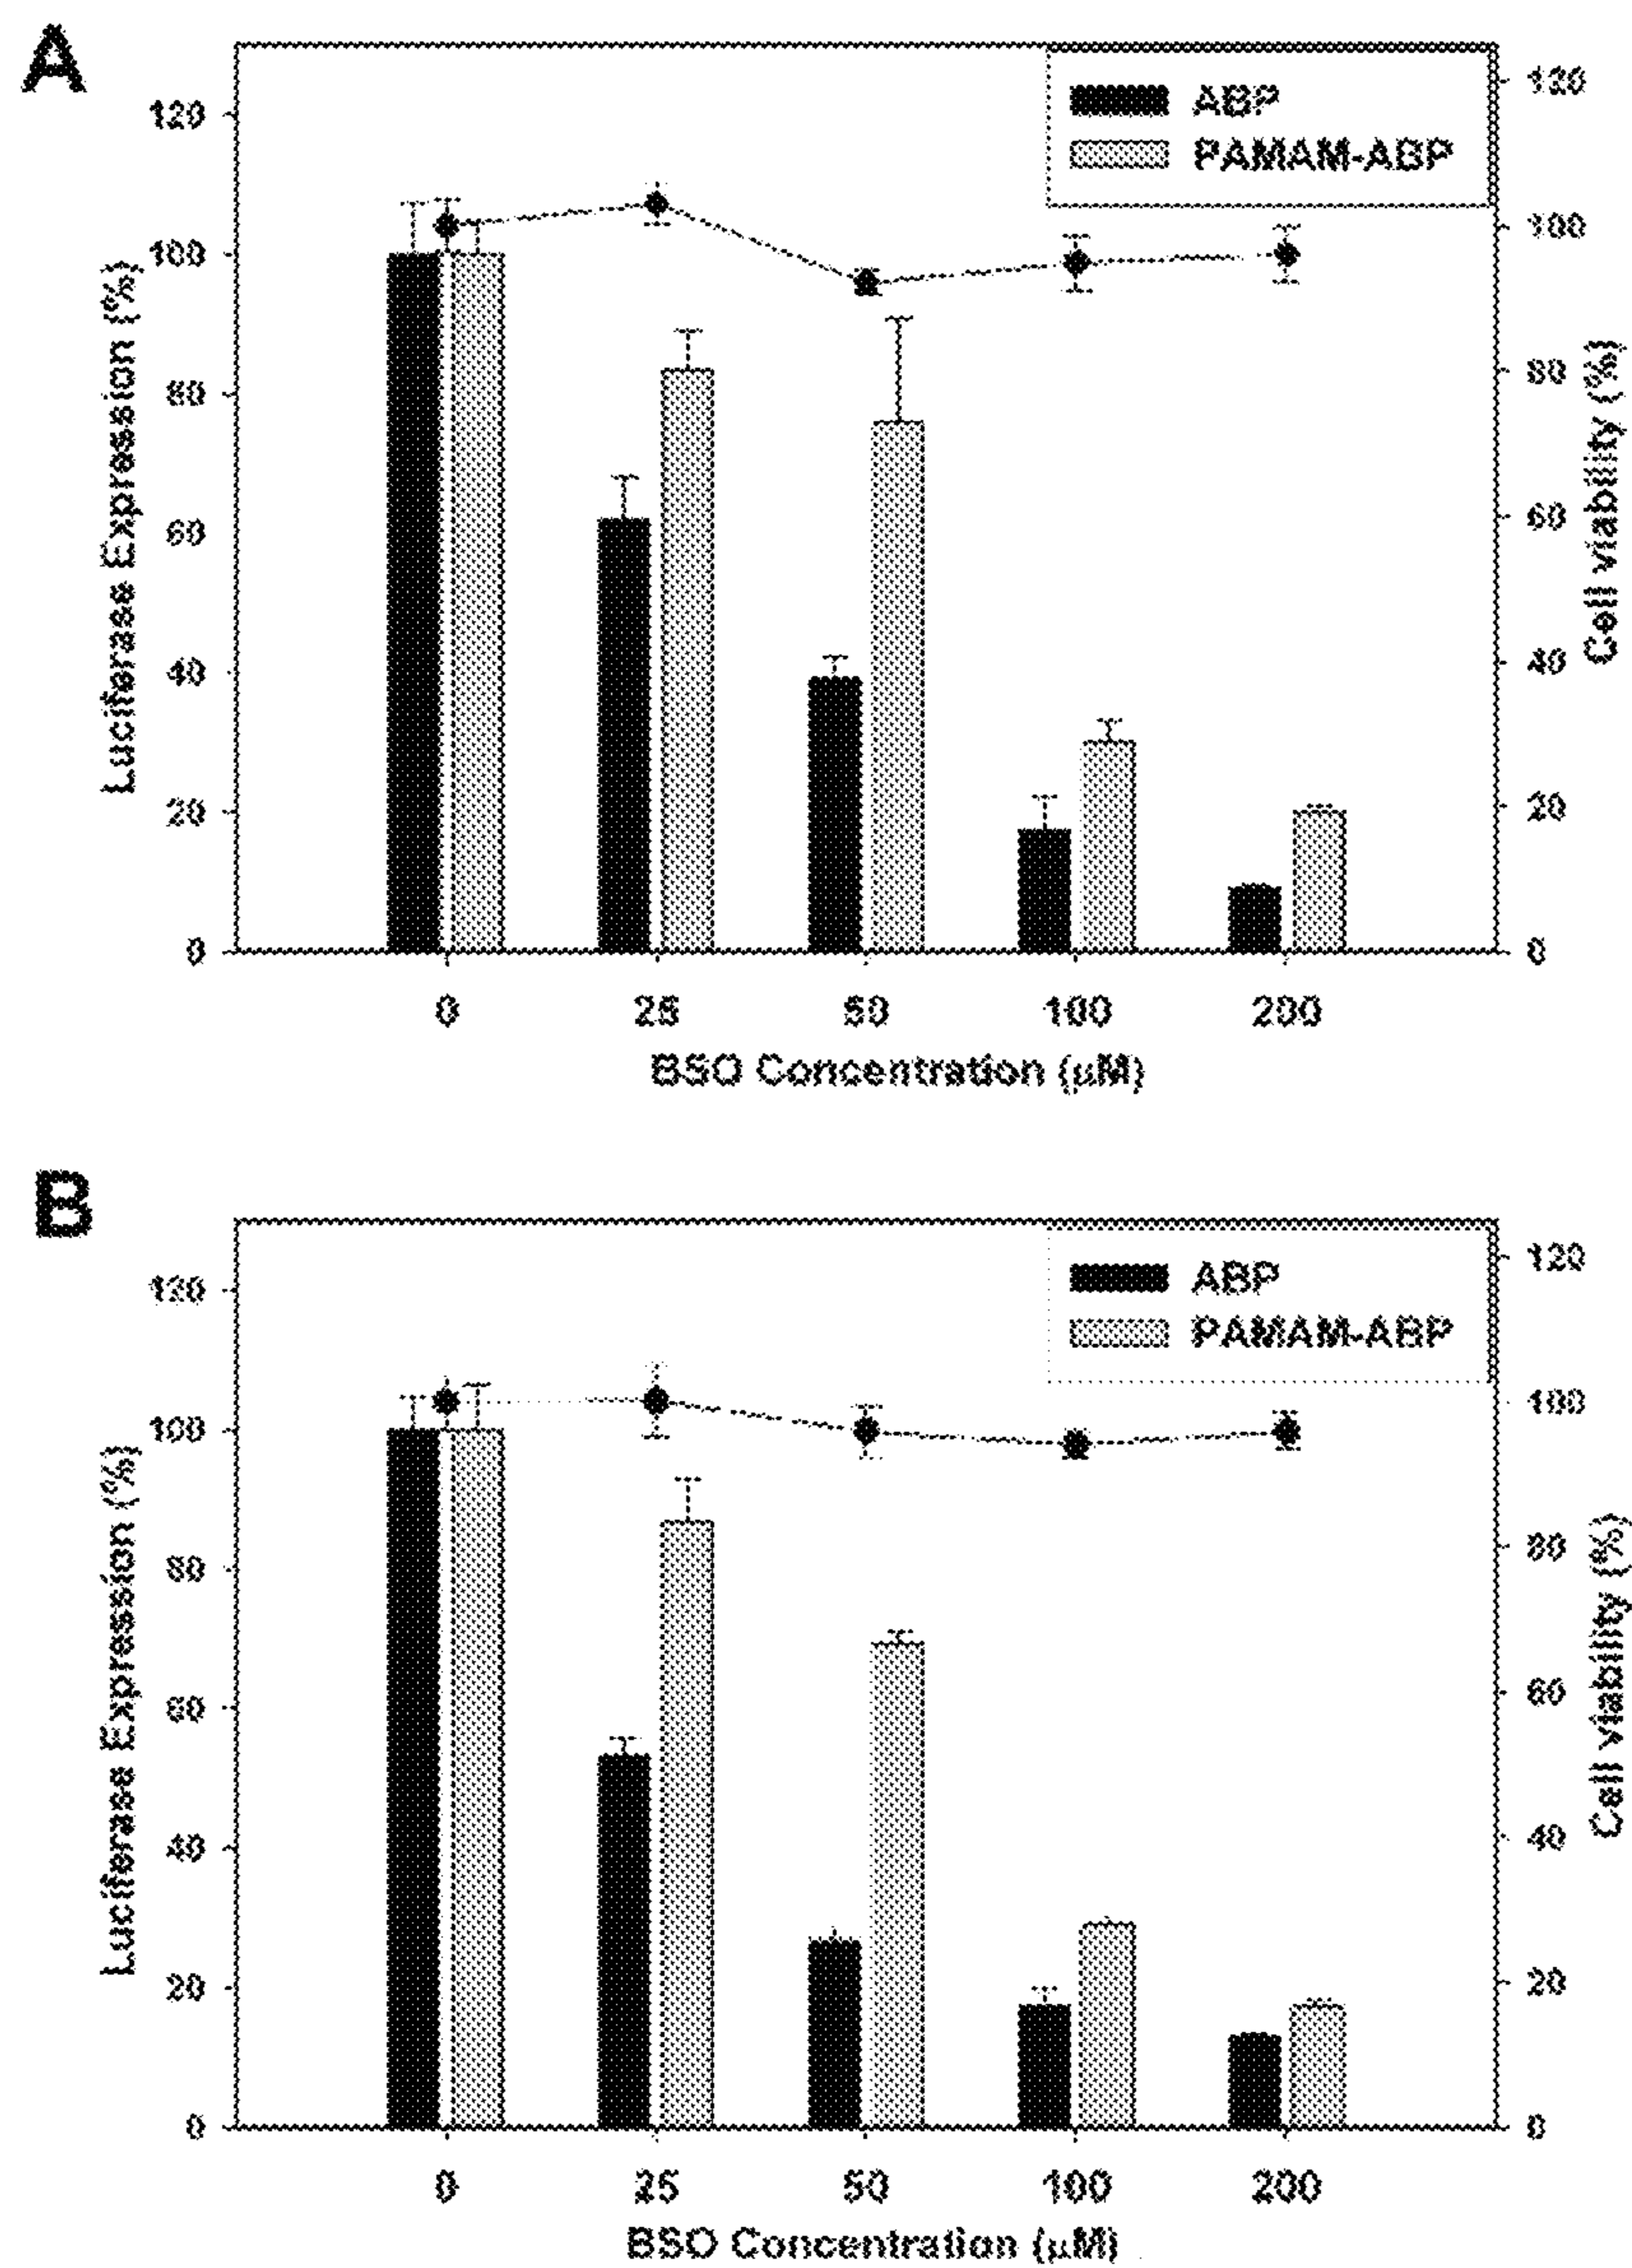 A
ABP
PAMAM-ABP
120
100
80
60
40
20
0
Luciferase Expression (%)
120
100
80
60
40
20
0
Cell viability (%)
0 25 50 100 200
BSO Concentration (μM)
B
ABP
PAMAM-ABP
120
100
80
60
40
20
0
Luciferase Expression (%)
120
100
80
60
40
20
0
Cell viability (%)
0 25 50 100 200
BSO Concentration (μM)